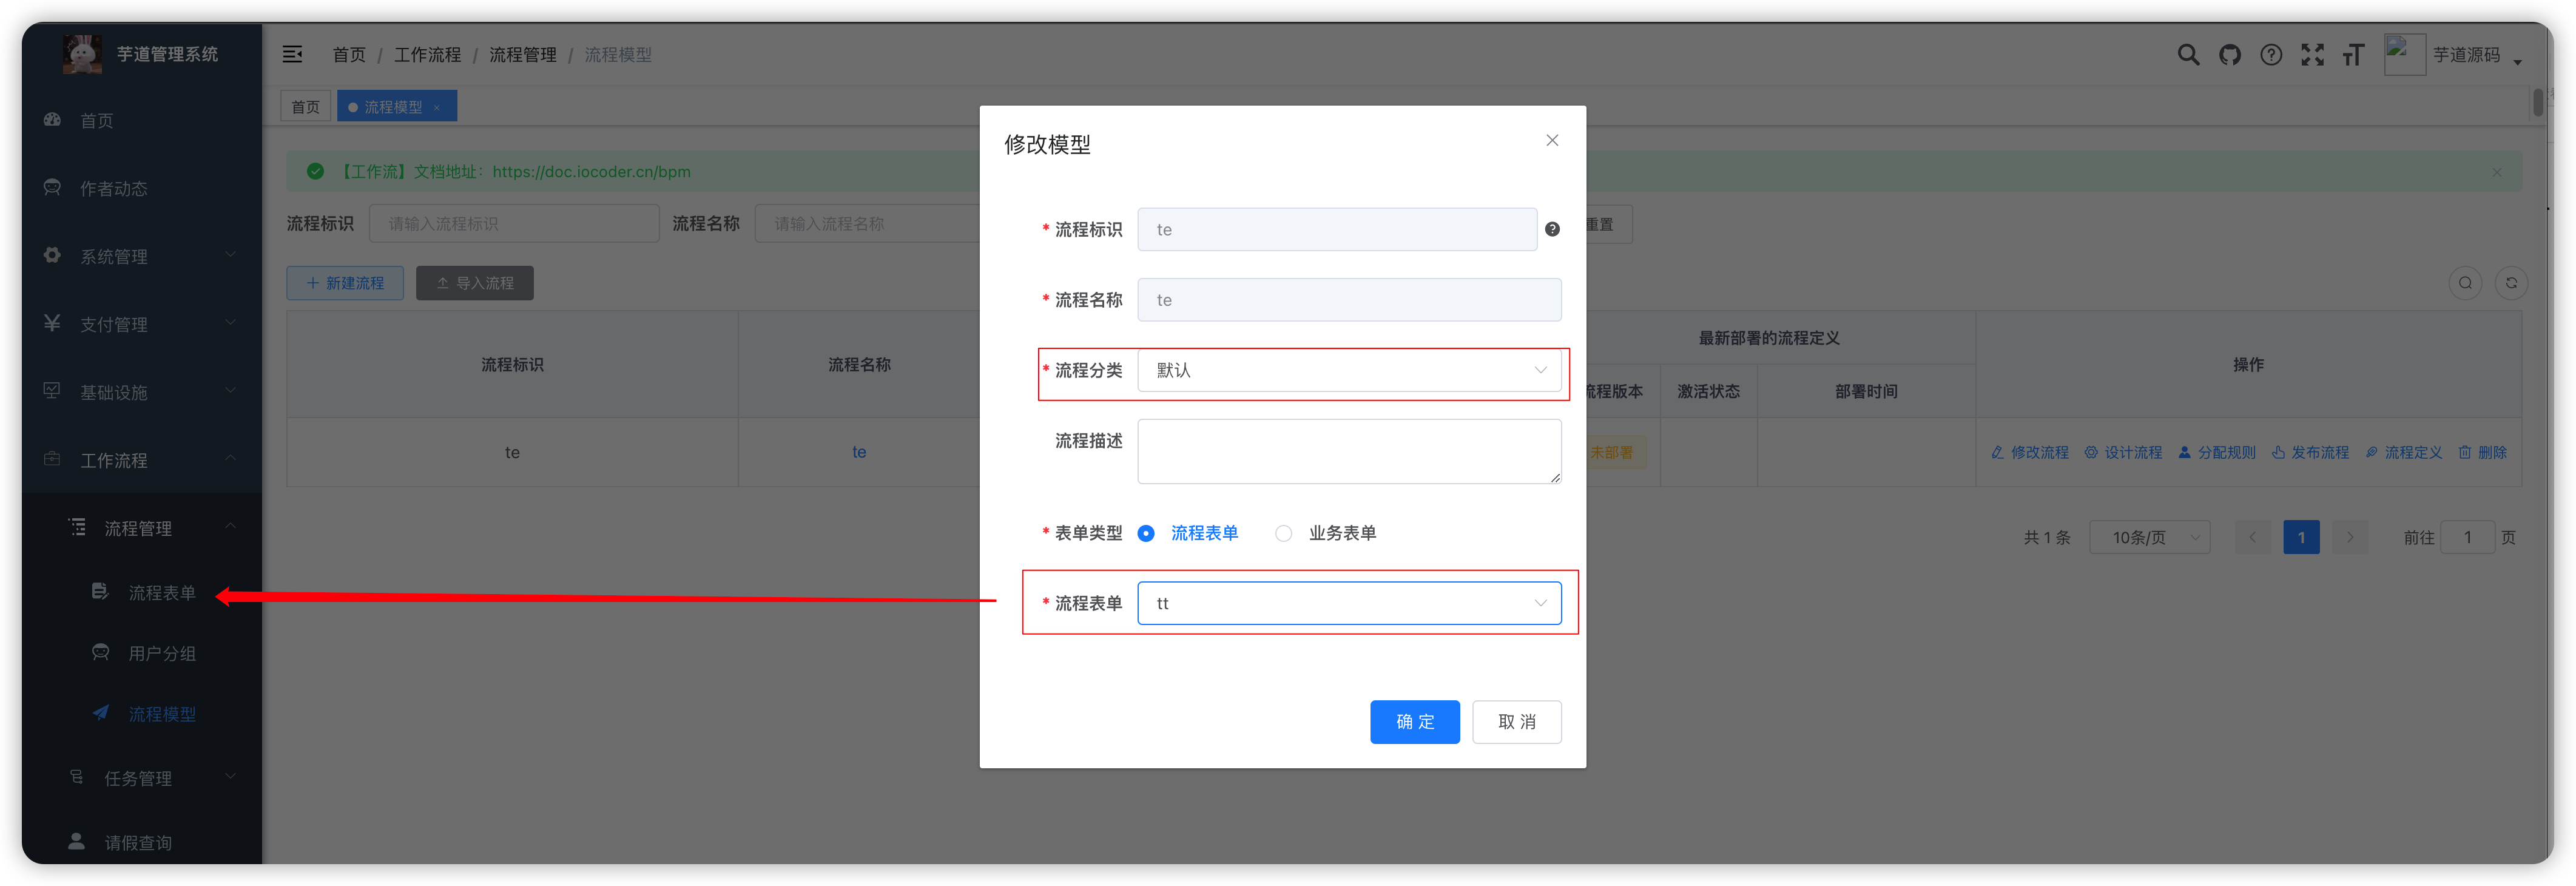 芋道管理系统
首页 / 工作流程 / 流程管理 / 流程模型
芋道源码
首页
流程模型 ×
首页
作者动态
系统管理
支付管理
基础设施
工作流程
流程管理
流程表单
用户分组
流程模型
任务管理
请假查询
【工作流】文档地址：https://doc.iocoder.cn/bpm
流程标识 请输入流程标识 流程名称 请输入流程名称
重置
新建流程 导入流程
流程标识 流程名称
最新部署的流程定义
操作
流程版本 激活状态 部署时间
te te
未部署
修改流程 设计流程 分配规则 发布流程 流程定义 删除
共 1 条 10条/页 1 前往 1 页
修改模型
* 流程标识 te
* 流程名称 te
* 流程分类 默认
流程描述
* 表单类型 流程表单 业务表单
* 流程表单 tt
确 定 取 消